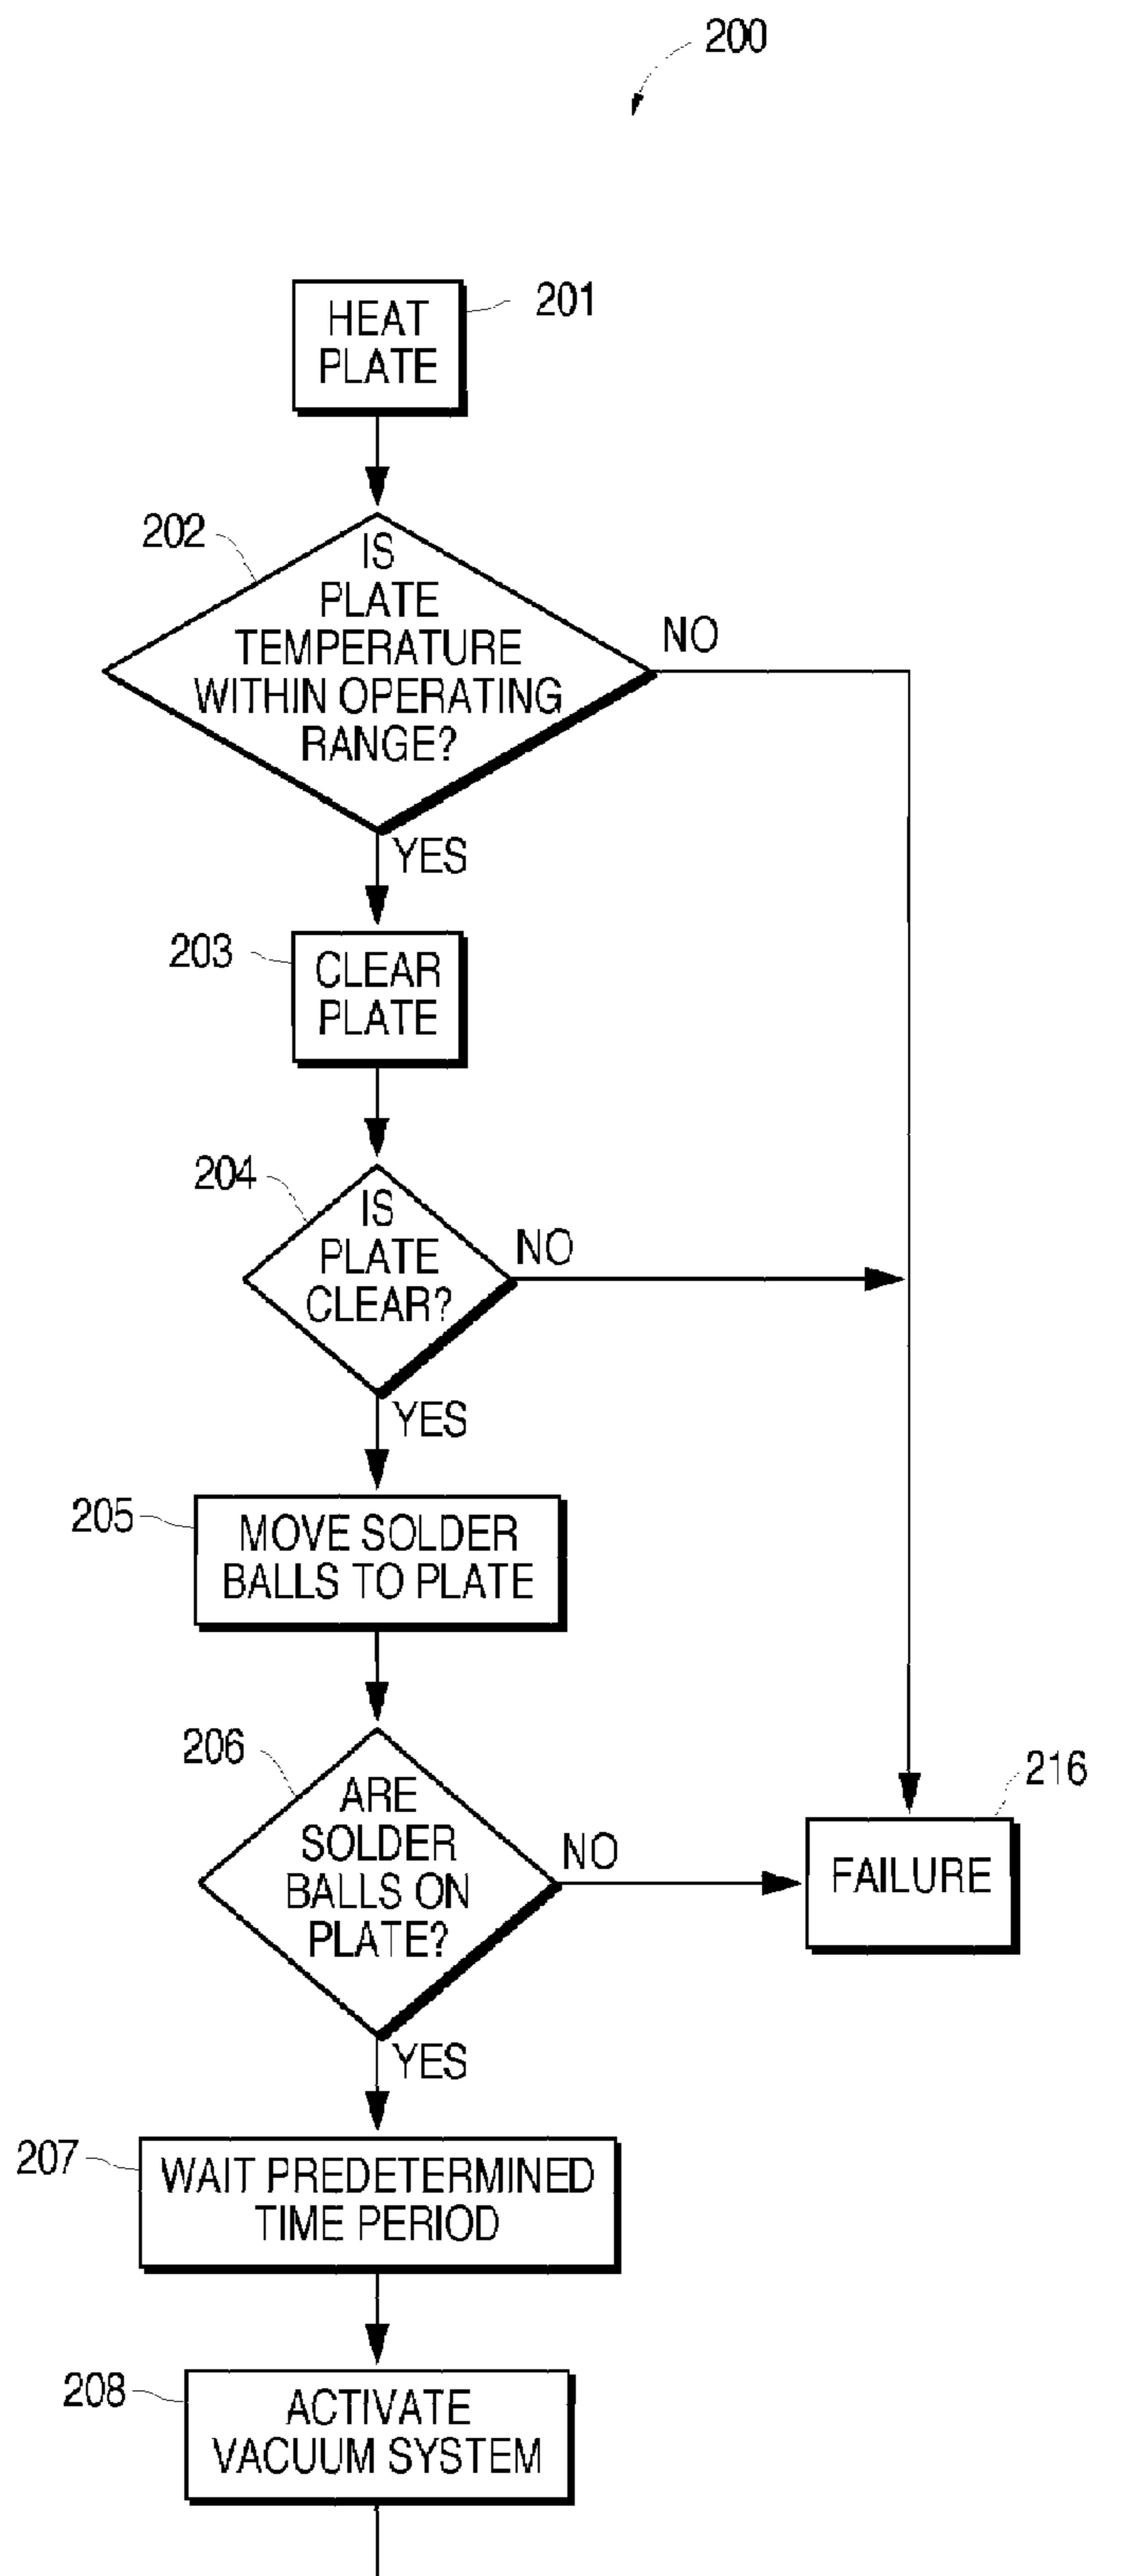 200
HEAT
PLATE
201
202
IS
PLATE
TEMPERATURE
WITHIN OPERATING
RANGE?
NO
YES
203
CLEAR
PLATE
204
IS
PLATE
CLEAR?
NO
YES
205
MOVE SOLDER
BALLS TO PLATE
206
ARE
SOLDER
BALLS ON
PLATE?
NO
216
FAILURE
YES
207
WAIT PREDETERMINED
TIME PERIOD
208
ACTIVATE
VACUUM SYSTEM